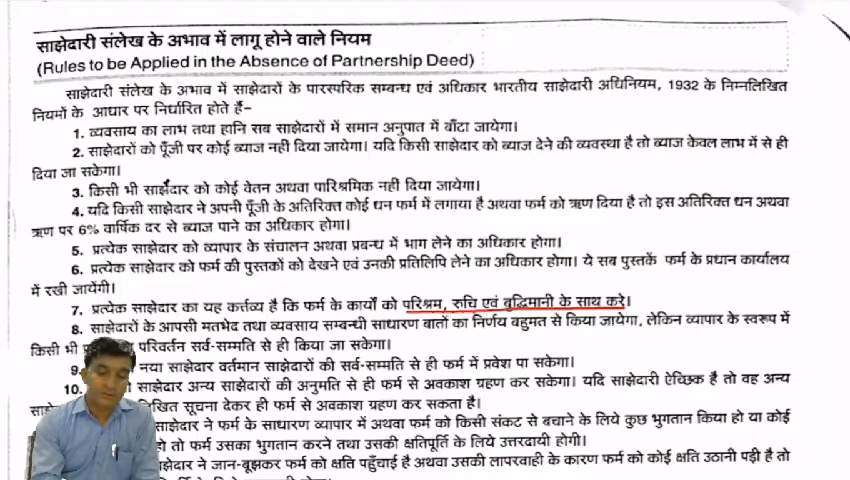 साझेदारी संलेख के अभाव में लागू होने वाले नियम
(Rules to be Applied in the Absence of Partnership Deed)
साझेदारी संलेख के अभाव में साझेदारों के पारस्परिक सम्बन्ध एवं अधिकार भारतीय साझेदारी अधिनियम, 1932 के निम्नलिखित
नियमों के आधार पर निर्धारित होते हैं–
1. व्यवसाय का लाभ तथा हानि सब साझेदारों में समान अनुपात में बाँटा जायेगा।
2. साझेदारों को पूँजी पर कोई ब्याज नहीं दिया जायेगा। यदि किसी साझेदार को ब्याज देने की व्यवस्था है तो ब्याज केवल लाभ में से ही
दिया जा सकेगा।
3. किसी भी साझेदार को कोई वेतन अथवा पारिश्रमिक नहीं दिया जायेगा।
4. यदि किसी साझेदार ने अपनी पूँजी के अतिरिक्त कोई धन फर्म में लगाया है अथवा फर्म को ऋण दिया है तो इस अतिरिक्त धन अथवा
ऋण पर 6% वार्षिक दर से ब्याज पाने का अधिकार होगा।
5. प्रत्येक साझेदार को व्यापार के संचालन अथवा प्रबन्ध में भाग लेने का अधिकार होगा।
6. प्रत्येक साझेदार को फर्म की पुस्तकों को देखने एवं उनकी प्रतिलिपि लेने का अधिकार होगा। ये सब पुस्तकें फर्म के प्रधान कार्यालय
में रखी जायेंगी।
7. प्रत्येक साझेदार का यह कर्त्तव्य है कि फर्म के कार्यों को परिश्रम, रुचि एवं बुद्धिमानी के साथ करे।
8. साझेदारों के आपसी मतभेद तथा व्यवसाय सम्बन्धी साधारण बातों का निर्णय बहुमत से किया जायेगा, लेकिन व्यापार के स्वरूप में
किसी भी परिवर्तन सर्व-सम्मति से ही किया जा सकेगा।
9. नया साझेदार वर्तमान साझेदारों की सर्व-सम्मति से ही फर्म में प्रवेश पा सकेगा।
10. साझेदार अन्य साझेदारों की अनुमति से ही फर्म से अवकाश ग्रहण कर सकेगा। यदि साझेदारी ऐच्छिक है तो वह अन्य
लिखित सूचना देकर ही फर्म से अवकाश ग्रहण कर सकता है।
साझेदार ने फर्म के साधारण व्यापार में अथवा फर्म को किसी संकट से बचाने के लिये कुछ भुगतान किया हो या कोई
हो तो फर्म उसका भुगतान करने तथा उसकी क्षतिपूर्ति के लिये उत्तरदायी होगी।
साझेदार ने जान-बूझकर फर्म को क्षति पहुँचाई है अथवा उसकी लापरवाही के कारण फर्म को कोई क्षति उठानी पड़ी है तो